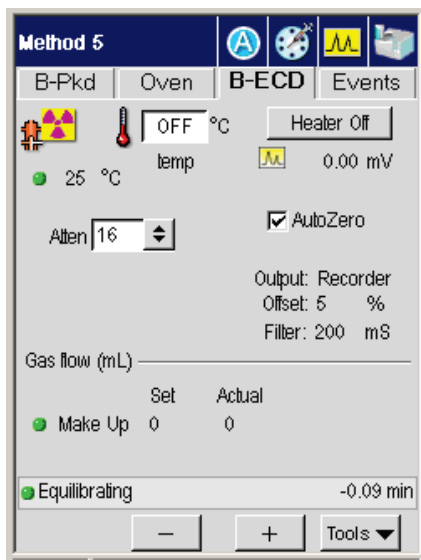 Method 5 A
B-Pkd Oven B-ECD Events
OFF °C Heater Off
temp 0.00 mV
25 °C
Atten 16 AutoZero
Output: Recorder
Offset: 5 %
Filter: 200 mS
Gas flow (mL)
Set Actual
Make Up 0 0
Equilibrating -0.09 min
− + Tools